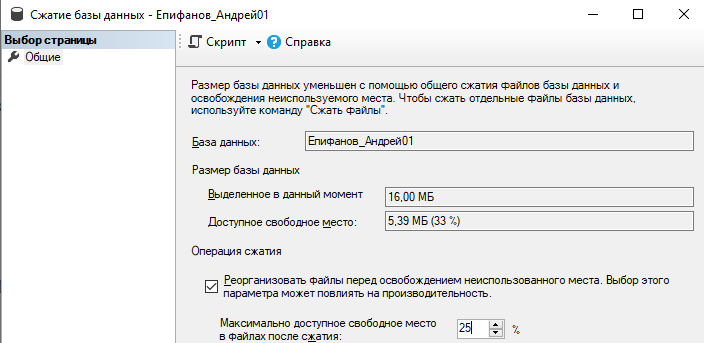 Сжатие базы данных - Епифанов_Андрей01
Выбор страницы
Общие
Скрипт
Справка
Размер базы данных уменьшен с помощью общего сжатия файлов базы данных и
освобождения неиспользуемого места. Чтобы сжать отдельные файлы базы данных,
используйте команду "Сжать файлы".
База данных: Епифанов_Андрей01
Размер базы данных
Выделенное в данный момент 16,00 МБ
Доступное свободное место: 5,39 МБ (33 %)
Операция сжатия
Реорганизовать файлы перед освобождением неиспользованного места. Выбор этого
параметра может повлиять на производительность.
Максимально доступное свободное место
в файлах после сжатия: 25 %